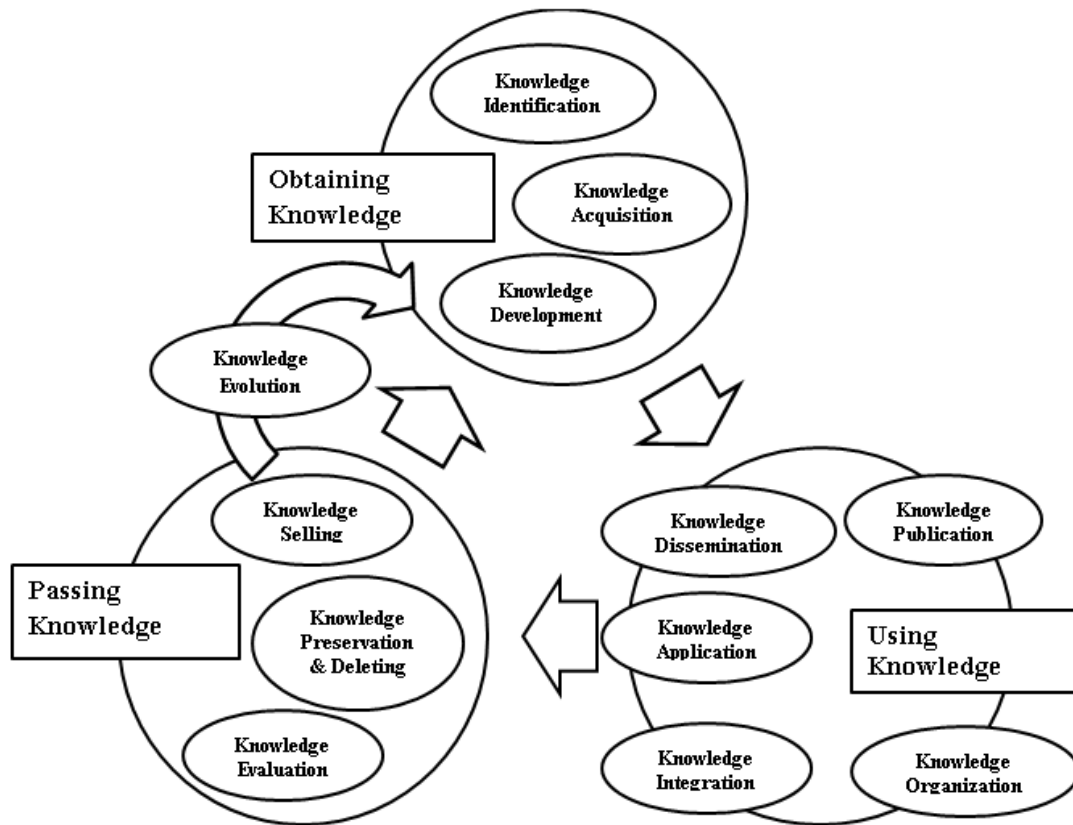 Knowledge
Identification
Obtaining
Knowledge
Knowledge
Acquisition
Knowledge
Development
Knowledge
Evolution
Knowledge
Selling
Passing
Knowledge
Knowledge
Preservation
& Deleting
Knowledge
Evaluation
Knowledge
Dissemination
Knowledge
Publication
Knowledge
Application
Using
Knowledge
Knowledge
Integration
Knowledge
Organization